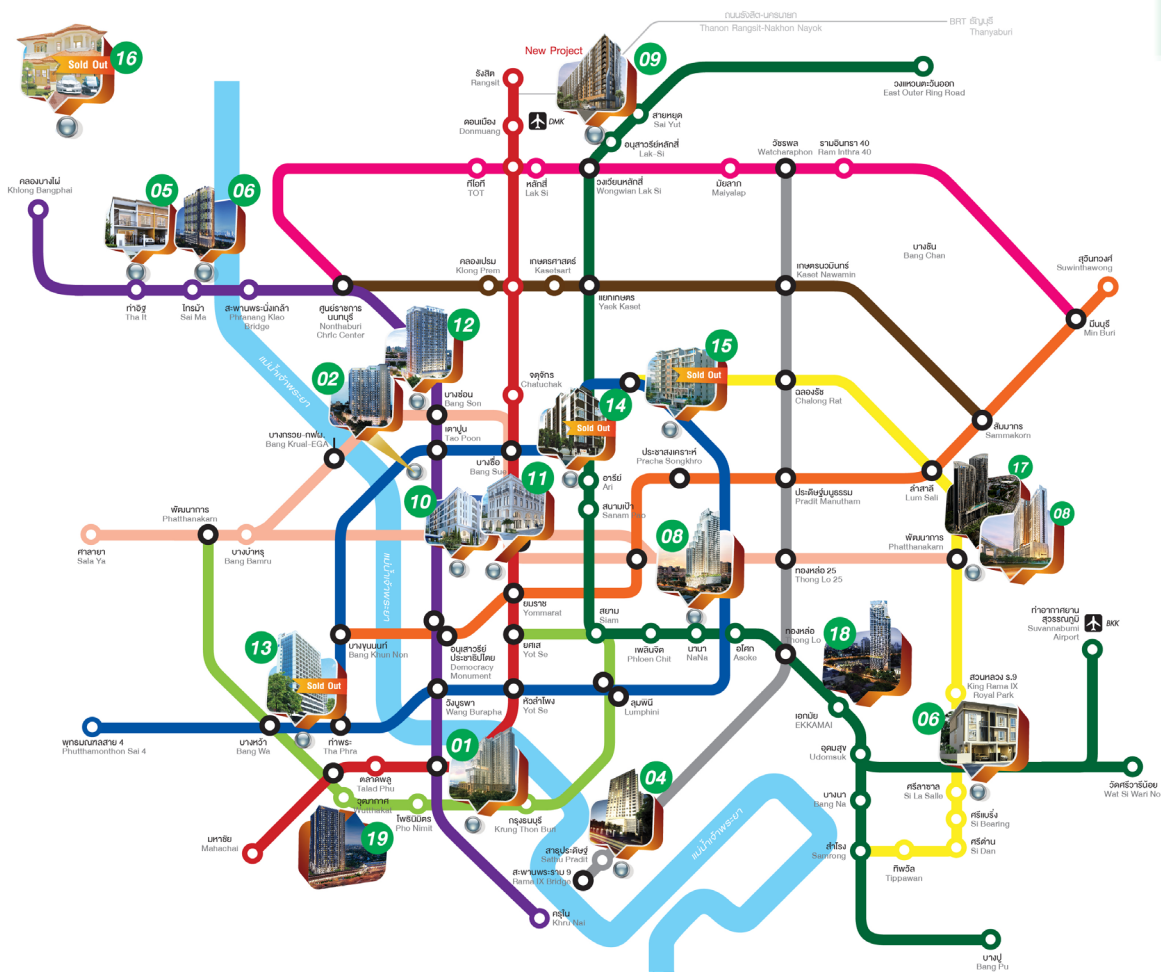 ถนนรังสิต-นครนายก
Thanon Rangsit-Nakhon Nayok
BRT ธัญบุรี
Thanyaburi
Sold Out
16
New Project
09
รังสิต
Rangsit
วงแหวนตะวันออก
East Outer Ring Road
สายหยุด
Sai Yut
ดอนเมือง
Donmuang
DMK
อนุสาวรีย์หลักสี่
Lak-Si
วัชรพล
Watcharaphon
รามอินทรา 40
Ram Inthra 40
คลองบางไผ่
Khlong Bangphai
05
06
ทีโอที
TOT
หลักสี่
Lak Si
วงเวียนหลักสี่
Wongwian Lak Si
มัยลาภ
Maiyalap
บางชัน
Bang Chan
สุวินทวงศ์
Suwinthawong
คลองเปรม
Klong Prem
เกษตรศาสตร์
Kasetsart
แยกเกษตร
Yaek Kaset
เกษตรนวมินทร์
Kaset Nawamin
ท่าอิฐ
Tha It
ไทรม้า
Sai Ma
สะพานพระนั่งเกล้า
Phranang Klao
Bridge
ศูนย์ราชการ
นนทบุรี
Nonthaburi
Chric Center
มีนบุรี
Min Buri
12
แม่น้ำเจ้าพระยา
02
15
Sold Out
จตุจักร
Chatuchak
ฉลองรัช
Chalong Rat
บางซ่อน
Bang Son
14
Sold Out
สัมมากร
Sammakorn
เตาปูน
Tao Poon
บางกรวย-กฟผ.
Bang Kruai-EGA
บางซื่อ
Bang Sue
ประชาสงเคราะห์
Pracha Songkhro
อารีย์
Ari
ประดิษฐ์มนูธรรม
Pradit Manutham
ลำสาลี
Lum Sali
17
11
10
สนามเป้า
พัฒนาการ
Phatthanakarn
08
08
ศาลายา
Sala Ya
บางบำหรุ
Bang Bamru
แม่น้ำเจ้าพระยา
พัฒนาการ
Phatthanakarn
ทองหล่อ 25
Thong Lo 25
ยมราช
Yommarat
สยาม
Siam
ท่าอากาศยาน
สุวรรณภูมิ
Suvannabumi
Airport
BKK
13
Sold Out
บางขุนนนท์
Bang Khun Non
อนุสาวรีย์
ประชาธิปไตย
Democracy
Monument
ยศเส
Yot Se
เพลินจิต
Phloen Chit
นานา
NaNa
อโศก
Asoke
ทองหล่อ
Thong Lo
18
สวนหลวง ร.9
King Rama IX
Royal Park
วังบูรพา
Wang Burapha
หัวลำโพง
Yot Se
ลุมพินี
Lumphini
เอกมัย
EKKAMAI
06
พุทธมณฑลสาย 4
Phutthamonthon Sai 4
บางหว้า
Bang Wa
ท่าพระ
Tha Phra
01
อุดมสุข
Udomsuk
ตลาดพลู
Talad Phu
04
ศรีลาซาล
Si La Salle
วัดศรีวารีน้อย
Wat Si Wari No
วุฒากาศ
Wutthakat
โพธินิมิตร
Pho Nimit
กรุงธนบุรี
Krung Thon Buri
บางนา
Bang Na
ศรีแบริ่ง
Si Bearing
มหาชัย
Mahachai
19
สาธุประดิษฐ์
Sathu Pradit
แม่น้ำเจ้าพระยา
สำโรง
Samrong
ศรีด่าน
Si Dan
สะพานพระราม 9
Rama IX Bridge
ทิพวัล
Tippawan
ครุใน
Khru Nai
บางปู
Bang Pu